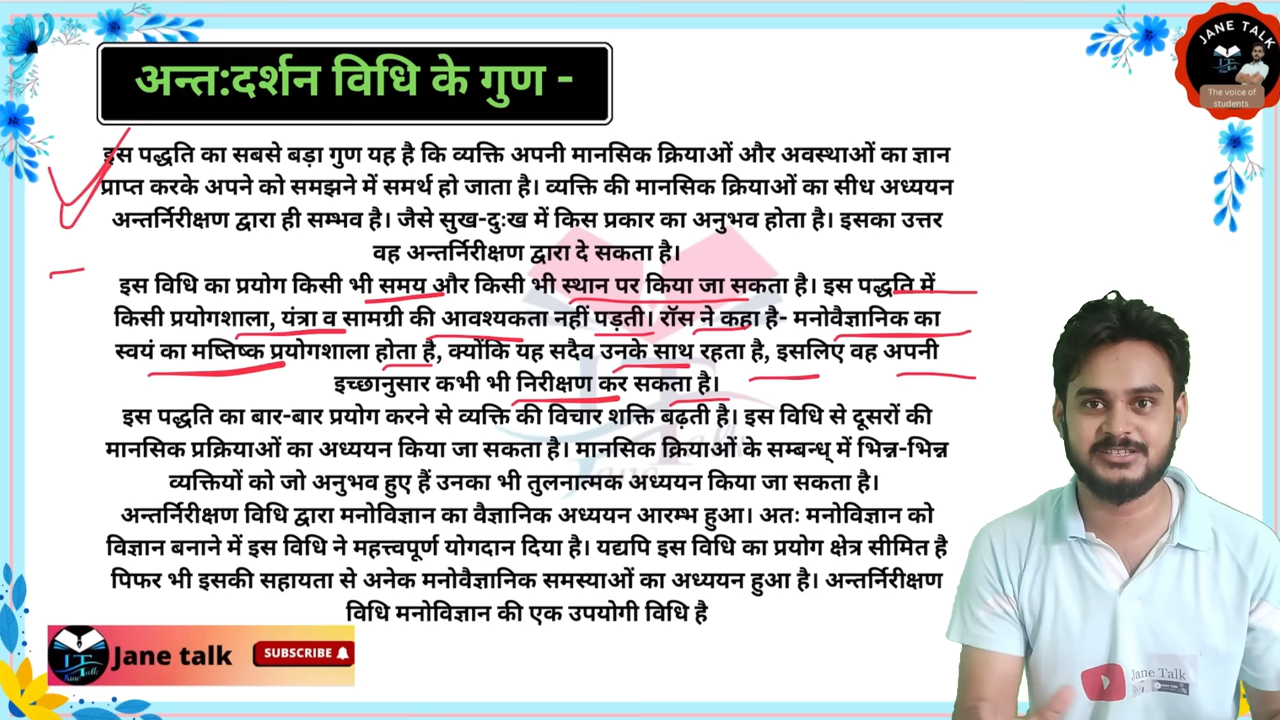 अन्त:दर्शन विधि के गुण -
JANE TALK
The voice of
students
इस पद्धति का सबसे बड़ा गुण यह है कि व्यक्ति अपनी मानसिक क्रियाओं और अवस्थाओं का ज्ञान
प्राप्त करके अपने को समझने में समर्थ हो जाता है। व्यक्ति की मानसिक क्रियाओं का सीध अध्ययन
अन्तर्निरीक्षण द्वारा ही सम्भव है। जैसे सुख-दुःख में किस प्रकार का अनुभव होता है। इसका उत्तर
वह अन्तर्निरीक्षण द्वारा दे सकता है।
इस विधि का प्रयोग किसी भी समय और किसी भी स्थान पर किया जा सकता है। इस पद्धति में
किसी प्रयोगशाला, यंत्रा व सामग्री की आवश्यकता नहीं पड़ती। रॉस ने कहा है- मनोवैज्ञानिक का
स्वयं का मष्तिष्क प्रयोगशाला होता है, क्योंकि यह सदैव उनके साथ रहता है, इसलिए वह अपनी
इच्छानुसार कभी भी निरीक्षण कर सकता है।
इस पद्धति का बार-बार प्रयोग करने से व्यक्ति की विचार शक्ति बढ़ती है। इस विधि से दूसरों की
मानसिक प्रक्रियाओं का अध्ययन किया जा सकता है। मानसिक क्रियाओं के सम्बन्ध् में भिन्न-भिन्न
व्यक्तियों को जो अनुभव हुए हैं उनका भी तुलनात्मक अध्ययन किया जा सकता है।
अन्तर्निरीक्षण विधि द्वारा मनोविज्ञान का वैज्ञानिक अध्ययन आरम्भ हुआ। अतः मनोविज्ञान को
विज्ञान बनाने में इस विधि ने महत्त्वपूर्ण योगदान दिया है। यद्यपि इस विधि का प्रयोग क्षेत्र सीमित है
पिफर भी इसकी सहायता से अनेक मनोवैज्ञानिक समस्याओं का अध्ययन हुआ है। अन्तर्निरीक्षण
विधि मनोविज्ञान की एक उपयोगी विधि है
Jane talk
SUBSCRIBE
Jane Talk